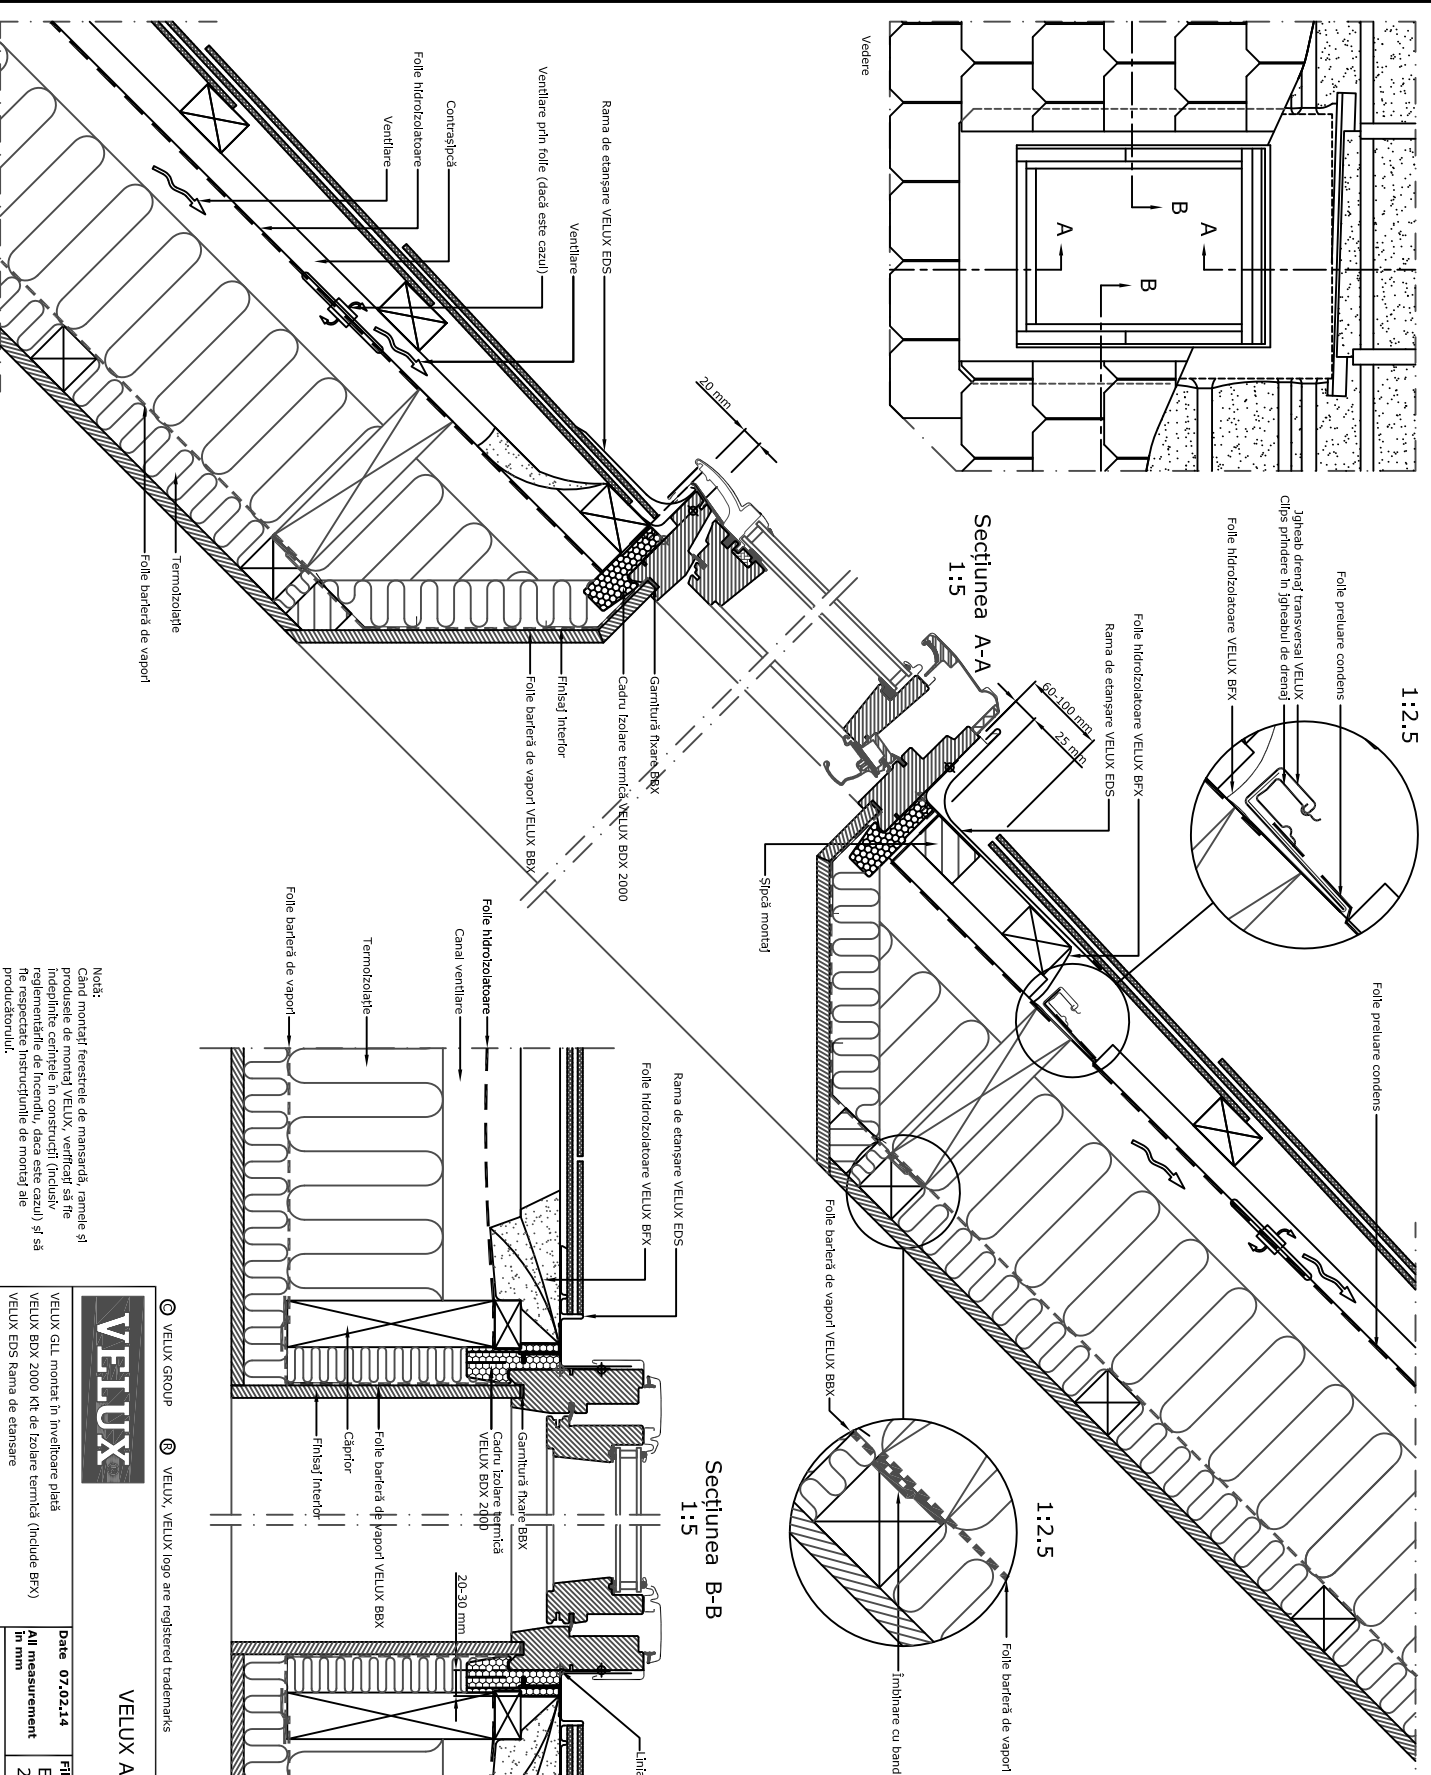 Vedere
B
B
A
A
Secțiunea A-A
1:5
1:2.5
Folie preluare condens
Jgheab drenaj transversal VELUX
Clips prindere în jgheabul de drenaj
Folie hidroizolatoare VELUX BFX
Folie hidroizolatoare VELUX BFX
Rama de etanșare VELUX EDS
60-100 mm
25 mm
20 mm
Rama de etanșare VELUX EDS
Ventilare
Ventilare prin folie (dacă este cazul)
Contrașipcă
Folie hidroizolatoare
Ventilare
Termoizolație
Folie barieră de vapori
Garnitură fixare BBX
Cadru izolare termică VELUX BDX 2000
Finisaj interior
Folie barieră de vapori VELUX BBX
Șipcă montaj
Folie preluare condens
Folie barieră de vapori VELUX BBX
1:2.5
Folie barieră de vapori
Îmbinare cu band
Secțiunea B-B
1:5
Rama de etanșare VELUX EDS
Folie hidroizolatoare VELUX BFX
Folie hidroizolatoare
Canal ventilare
Termoizolație
Folie barieră de vapori
Garnitură fixare BBX
Cadru izolare termică
VELUX BDX 2000
Folie barieră de vapori VELUX BBX
Căprior
Finisaj interior
20-30 mm
Linia
Notă:
Când montați ferestrele de mansardă, ramele și
produsele de montaj VELUX, verificați să fie
îndeplinite cerințele în construcții (inclusiv
reglementările de incendiu, daca este cazul) și să
fie respectate instrucțiunile de montaj ale
producătorului.
© VELUX GROUP ® VELUX, VELUX logo are registered trademarks
VELUX
VELUX A
VELUX GLL montat în învelitoare plată
VELUX BDX 2000 Kit de izolare termică (include BFX)
VELUX EDS Rama de etansare
Date 07.02.14
All measurement
in mm